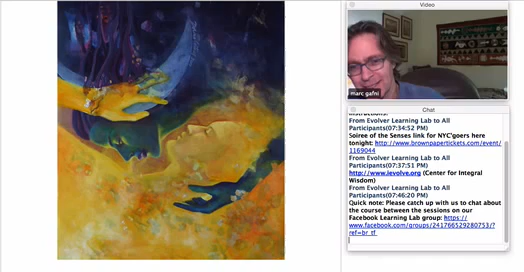 Video
marc gafni
Chat
Instructions:
From Evolver Learning Lab to All
Participants(07:34:52 PM)
Soiree of the Senses link for NYC'goers here
tonight: http://www.brownpapertickets.com/event/
1169044
From Evolver Learning Lab to All
Participants(07:37:51 PM)
http://www.ievolve.org (Center for Integral
Wisdom)
From Evolver Learning Lab to All
Participants(07:46:20 PM)
Quick note: Please catch up with us to chat about
the course between the sessions on our
Facebook Learning Lab group: https://
www.facebook.com/groups/241766529280753/?
ref=br_tf